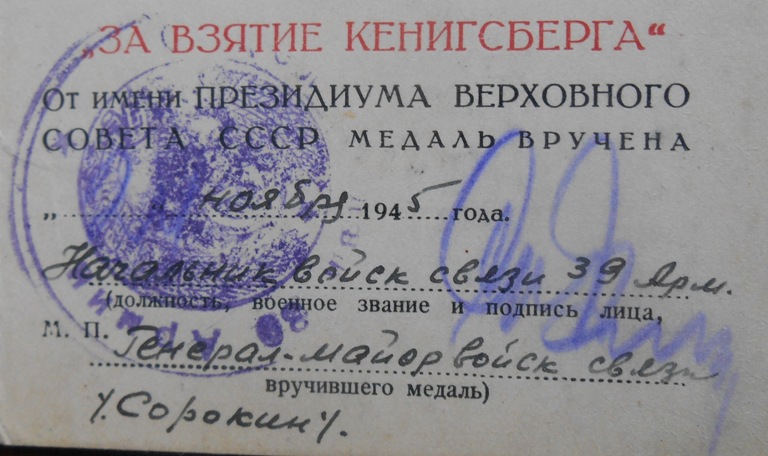 „ЗА ВЗЯТИЕ КЕНИГСБЕРГА“
От имени ПРЕЗИДИУМА ВЕРХОВНОГО
СОВЕТА СССР МЕДАЛЬ ВРУЧЕНА
„ “ ноября 1945 года.
Начальник войск связи 39 Арм.
(должность, военное звание и подпись лица,
М. П. Генерал-майор войск связи
вручившего медаль)
/Сорокин/.